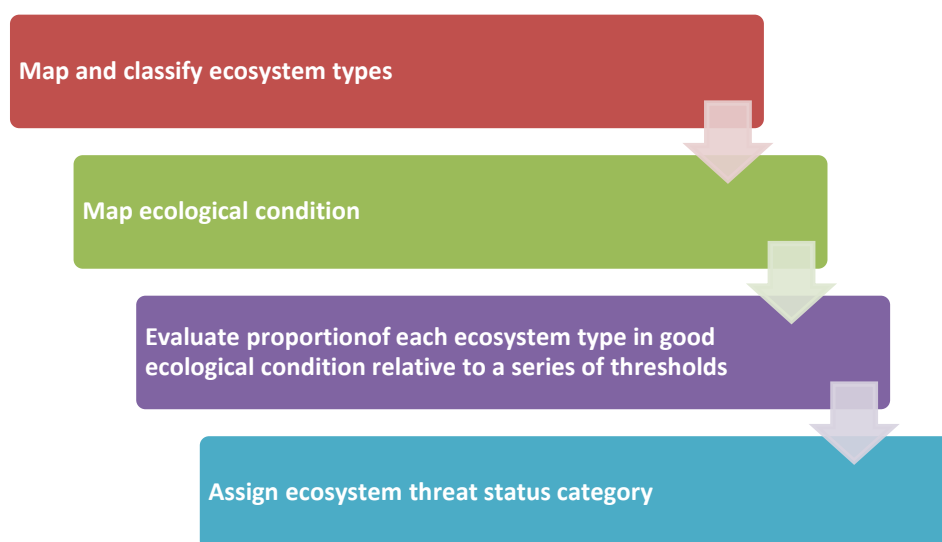 Map and classify ecosystem types
Map ecological condition
Evaluate proportionof each ecosystem type in good
ecological condition relative to a series of thresholds
Assign ecosystem threat status category